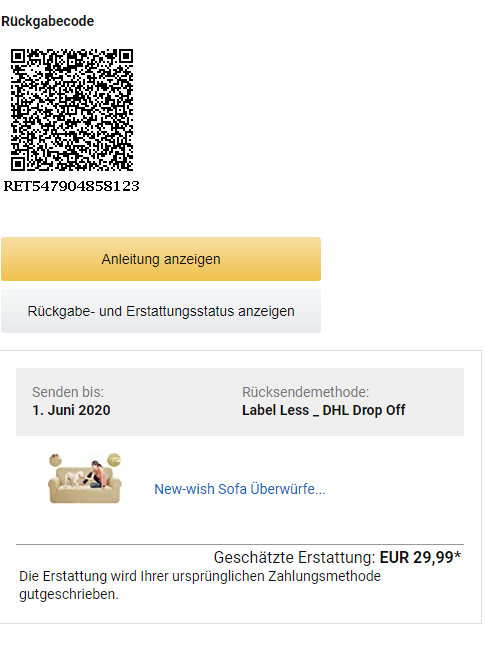 Rückgabecode
RET547904858123
Anleitung anzeigen
Rückgabe- und Erstattungsstatus anzeigen
Senden bis:
1. Juni 2020
Rücksendemethode:
Label Less _ DHL Drop Off
New-wish Sofa Überwürfe...
Geschätzte Erstattung: EUR 29,99*
Die Erstattung wird Ihrer ursprünglichen Zahlungsmethode
gutgeschrieben.